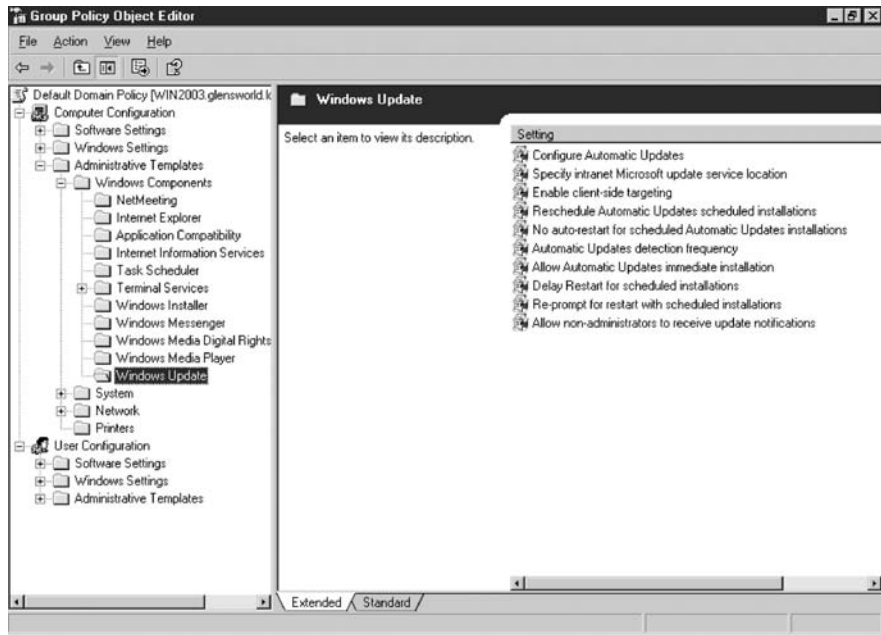 Group Policy Object Editor
File Action View Help
Default Domain Policy [WIN2003.glensworld.k
Computer Configuration
Software Settings
Windows Settings
Administrative Templates
Windows Components
NetMeeting
Internet Explorer
Application Compatibility
Internet Information Services
Task Scheduler
Terminal Services
Windows Installer
Windows Messenger
Windows Media Digital Rights
Windows Media Player
Windows Update
System
Network
Printers
User Configuration
Software Settings
Windows Settings
Administrative Templates
Windows Update
Select an item to view its description.
Setting
Configure Automatic Updates
Specify intranet Microsoft update service location
Enable client-side targeting
Reschedule Automatic Updates scheduled installations
No auto-restart for scheduled Automatic Updates installations
Automatic Updates detection frequency
Allow Automatic Updates immediate installation
Delay Restart for scheduled installations
Re-prompt for restart with scheduled installations
Allow non-administrators to receive update notifications
Extended Standard